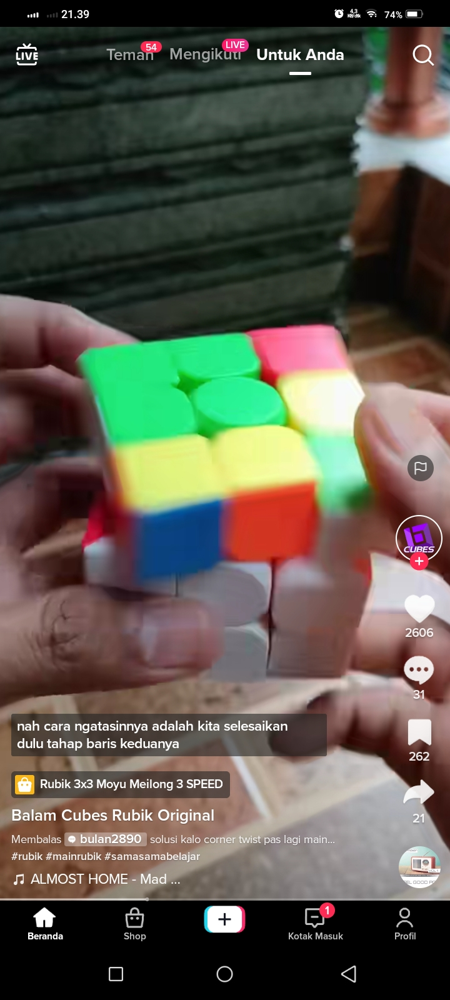 21.39
4,3
KB/dtk
74%
LIVE
Teman 54
Mengikuti LIVE
Untuk Anda
CUBES
2606
31
262
21
nah cara ngatasinnya adalah kita selesaikan
dulu tahap baris keduanya
Rubik 3x3 Moyu Meilong 3 SPEED
Balam Cubes Rubik Original
Membalas bulan2890 solusi kalo corner twist pas lagi main...
#rubik #mainrubik #samasamabelajar
ALMOST HOME - Mad ...
Beranda
Shop
Kotak Masuk 1
Profil